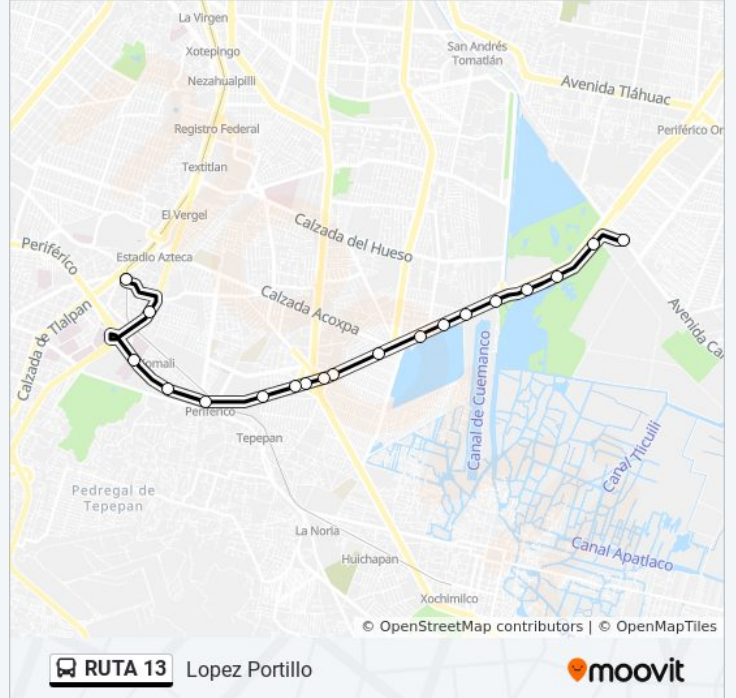 La Virgen
Xotepingo
Nezahualpilli
San Andrés
Tomatlán
Avenida Tláhuac
Registro Federal
Periférico Or
Textitlan
El Vergel
Calzada del Hueso
Periférico
Estadio Azteca
Calzada Acoxpa
Calzada de Tlalpan
Avenida Ca
Tomali
Canal de Cuemanco
Periférico
Tepepan
Canal Tlicuili
Pedregal de
Tepepan
La Noria
Canal Apatlaco
Huichapan
Xochimilco
© OpenStreetMap contributors | © OpenMapTiles
RUTA 13 Lopez Portillo
moovit